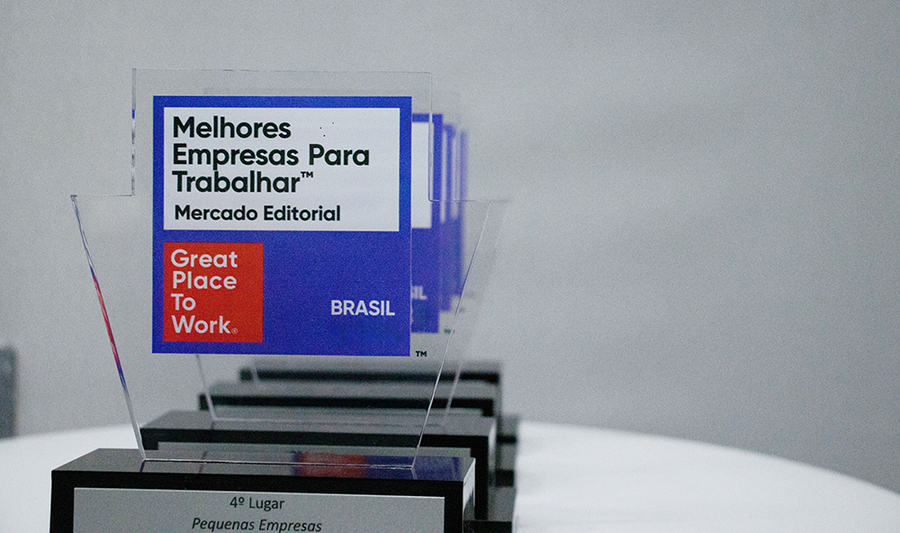 Melhores
Empresas Para
Trabalhar™
Mercado Editorial
Great
Place
To
Work®
BRASIL
™
4º Lugar
Pequenas Empresas